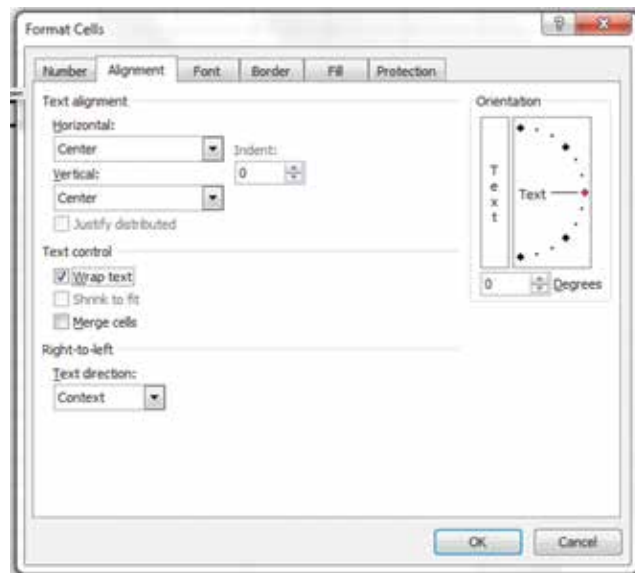 Format Cells
Number Alignment Font Border Fill Protection
Text alignment
Horizontal:
Center
Indent:
0
Vertical:
Center
Justify distributed
Text control
Wrap text
Shrink to fit
Merge cells
Right-to-left
Text direction:
Context
Orientation
Text
Text
0 Degrees
OK Cancel